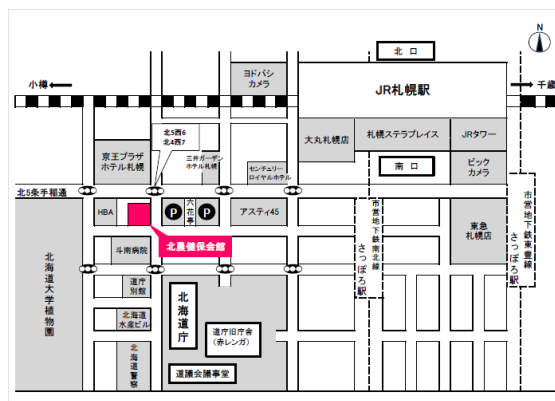 N
北 口
ヨドバシ
カメラ
JR札幌駅
小樽
千歳
北5西6
北4西7
京王プラザ
ホテル札幌
三井ガーデン
ホテル札幌
センチュリー
ロイヤルホテル
大丸札幌店
札幌ステラプレイス
JRタワー
南 口
ビック
カメラ
北5条手稲通
HBA
P
六花亭
P
アスティ45
北農健保会館
斗南病院
市営地下鉄南北線
さっぽろ駅
東急
札幌店
市営地下鉄東豊線
さっぽろ駅
北海道大学植物園
道庁
別館
北海道
水産ビル
北海道警察
北海道庁
道庁旧庁舎
(赤レンガ)
道議会議事堂